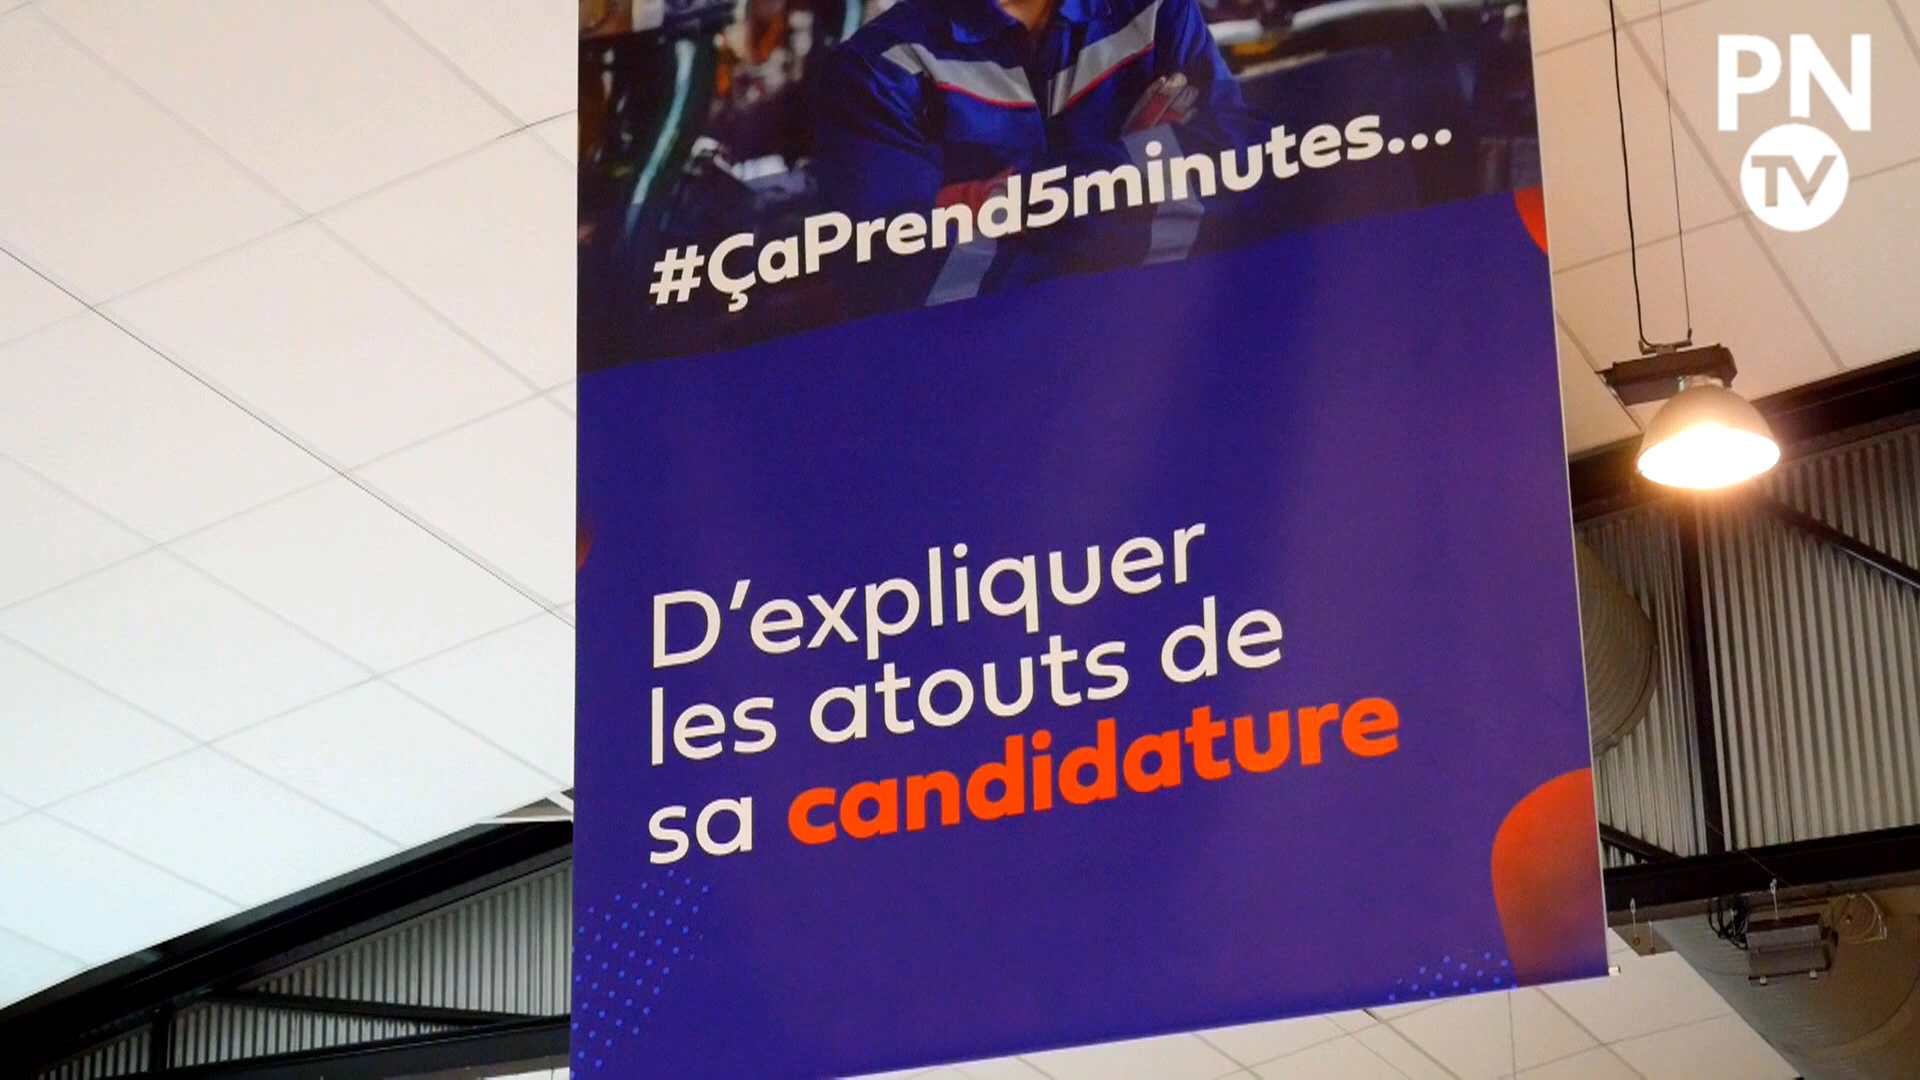 PN
TV
#ÇaPrend5minutes...
D'expliquer
les atouts de
sa candidature